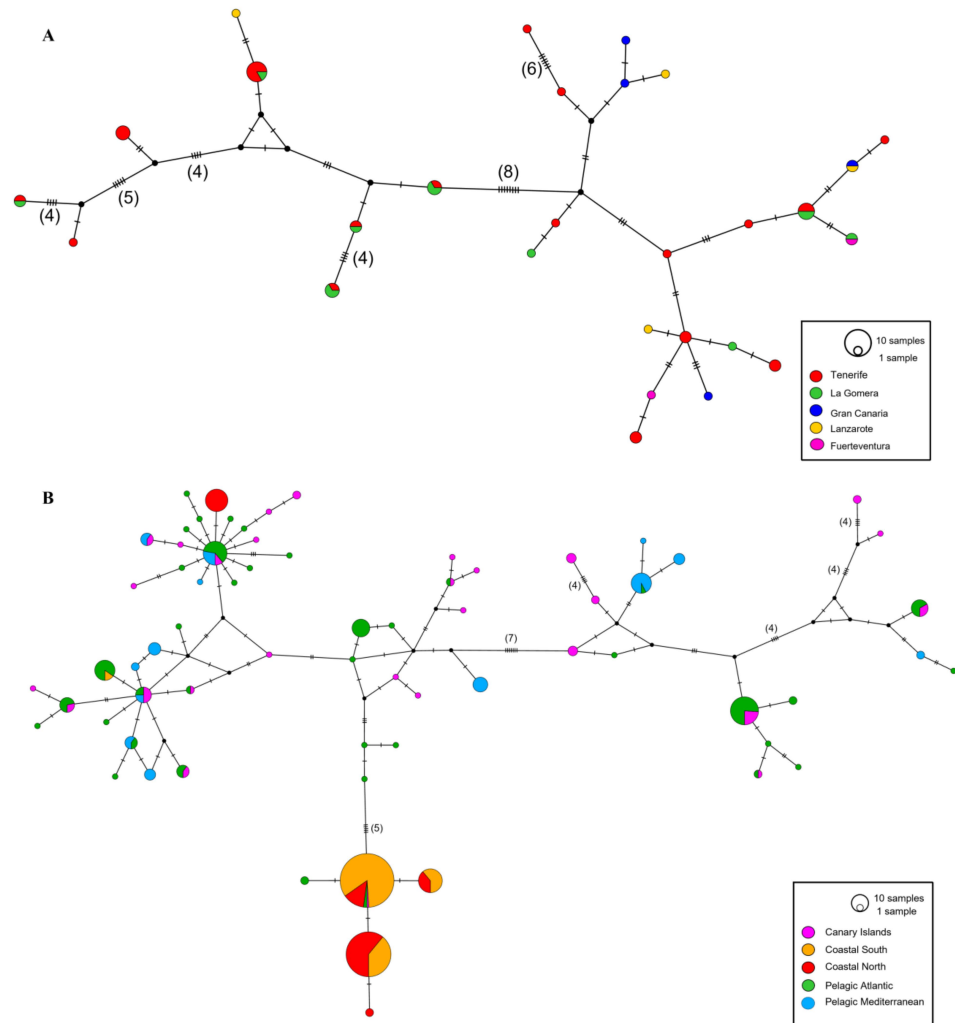 A
(6)
(8)
(4)
(5)
(4)
(4)
10 samples
1 sample
Tenerife
La Gomera
Gran Canaria
Lanzarote
Fuerteventura
B
(4)
(4)
(4)
(7)
(4)
(5)
10 samples
1 sample
Canary Islands
Coastal South
Coastal North
Pelagic Atlantic
Pelagic Mediterranean